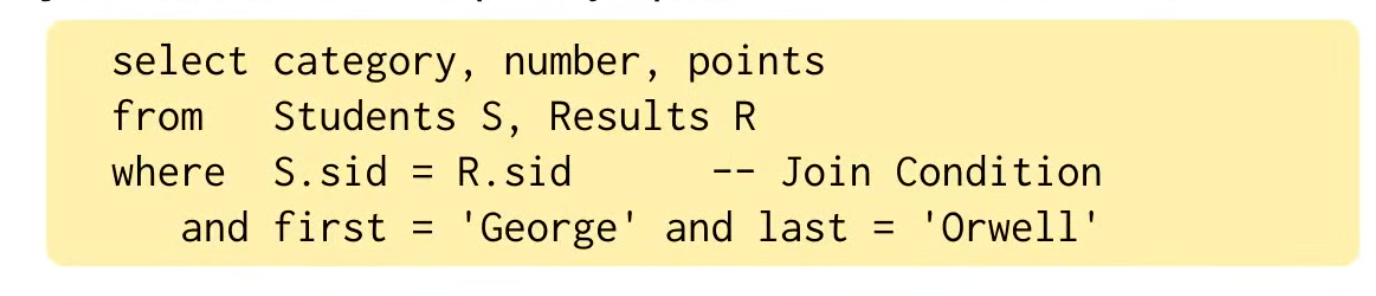 select category, number, points
from   Students S, Results R
where  S.sid = R.sid      -- Join Condition
   and first = 'George' and last = 'Orwell'